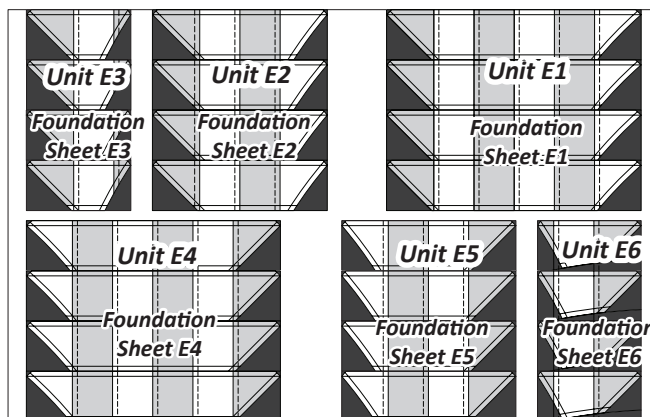 Unit E3
Foundation
Sheet E3
Unit E2
Foundation
Sheet E2
Unit E1
Foundation
Sheet E1
Unit E4
Foundation
Sheet E4
Unit E5
Foundation
Sheet E5
Unit E6
Foundation
Sheet E6